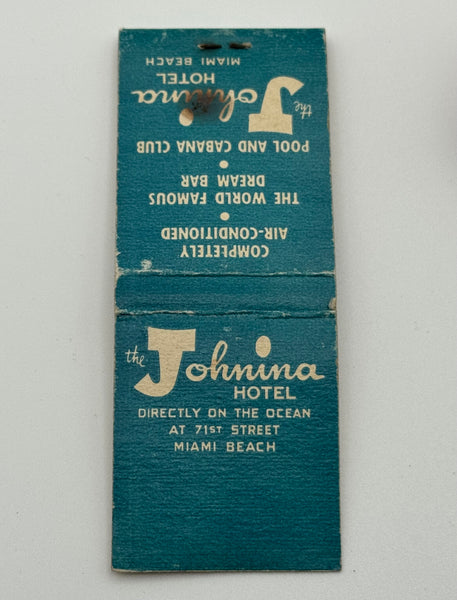 the Johnina
HOTEL
MIAMI BEACH
POOL AND CABANA CLUB
•
THE WORLD FAMOUS
DREAM BAR
•
COMPLETELY
AIR-CONDITIONED
the Johnina
HOTEL
DIRECTLY ON THE OCEAN
AT 71ST STREET
MIAMI BEACH